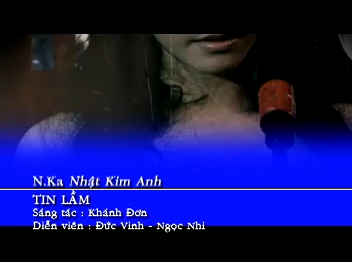 N.Ka Nhật Kim Anh
TIN LẦM
Sáng tác : Khánh Đơn
Diễn viên : Đức Vinh - Ngọc Nhi